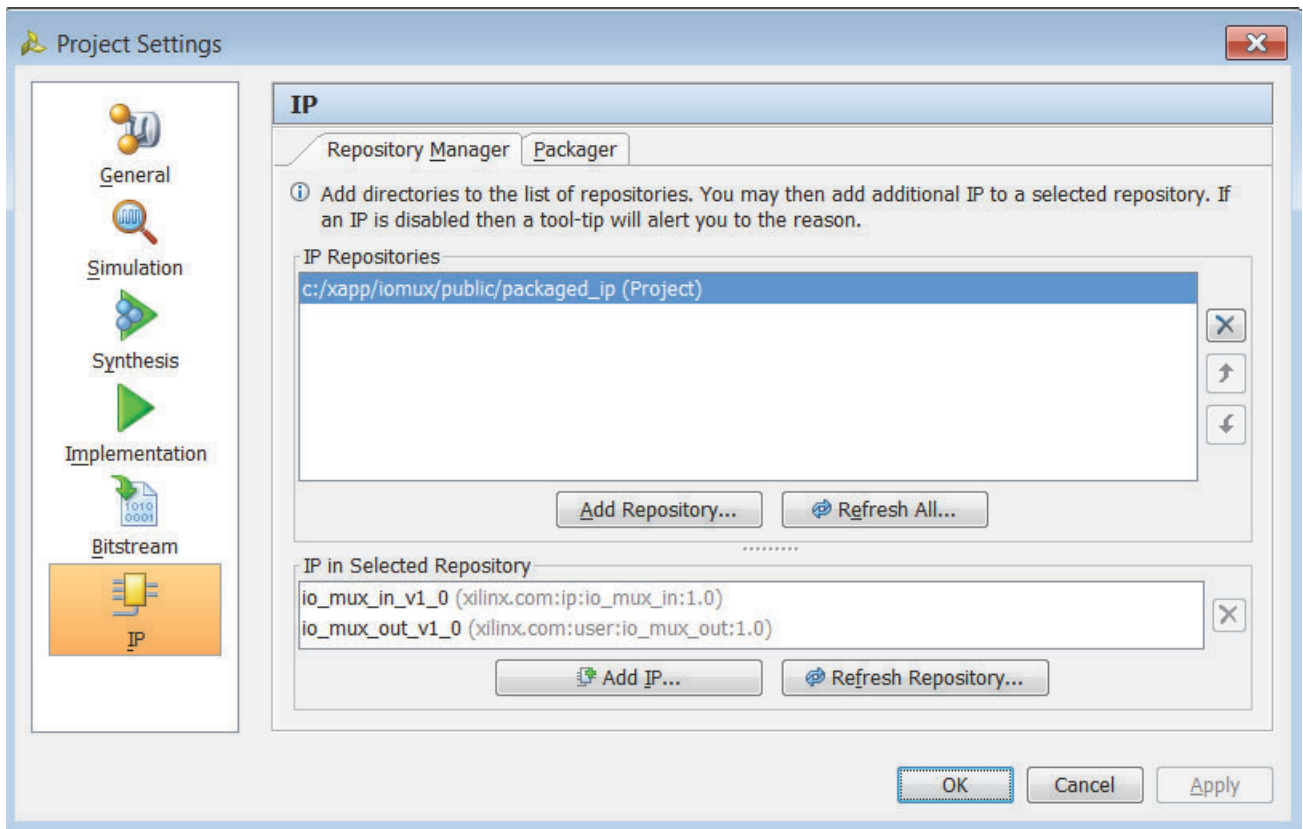 Project Settings
General
Simulation
Synthesis
Implementation
1010
0001
Bitstream
IP
IP
Repository Manager
Packager
Add directories to the list of repositories. You may then add additional IP to a selected repository. If
an IP is disabled then a tool-tip will alert you to the reason.
IP Repositories
c:/xapp/iomux/public/packaged_ip (Project)
Add Repository...
Refresh All...
IP in Selected Repository
io_mux_in_v1_0 (xilinx.com:ip:io_mux_in:1.0)
io_mux_out_v1_0 (xilinx.com:user:io_mux_out:1.0)
Add IP...
Refresh Repository...
OK
Cancel
Apply